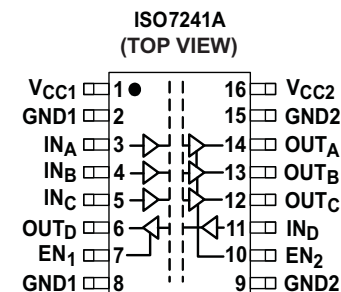 ISO7241A
(TOP VIEW)
VCC1 1 16 VCC2
GND1 2 15 GND2
INA 3 14 OUTA
INB 4 13 OUTB
INC 5 12 OUTC
OUTD 6 11 IND
EN1 7 10 EN2
GND1 8 9 GND2